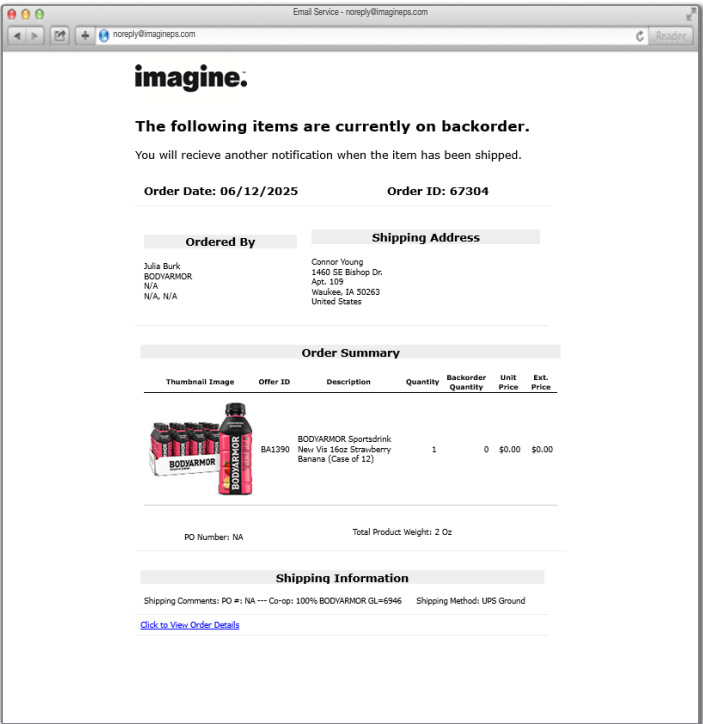 Email Service - noreply@imagineps.com
noreply@imagineps.com
Reader
imagine.
The following items are currently on backorder.
You will recieve another notification when the item has been shipped.
Order Date: 06/12/2025 Order ID: 67304
Ordered By
Julia Burk
BODYARMOR
N/A
N/A, N/A
Shipping Address
Connor Young
1460 SE Bishop Dr.
Apt. 109
Waukee, IA 50263
United States
Order Summary
Thumbnail Image Offer ID Description Quantity Backorder Quantity Unit Price Ext. Price
BODYARMOR
BODYARMOR
BA1390
BODYARMOR Sportsdrink
New Vis 16oz Strawberry
Banana (Case of 12)
1 0 $0.00 $0.00
PO Number: NA Total Product Weight: 2 Oz
Shipping Information
Shipping Comments: PO #: NA --- Co-op: 100% BODYARMOR GL=6946 Shipping Method: UPS Ground
Click to View Order Details